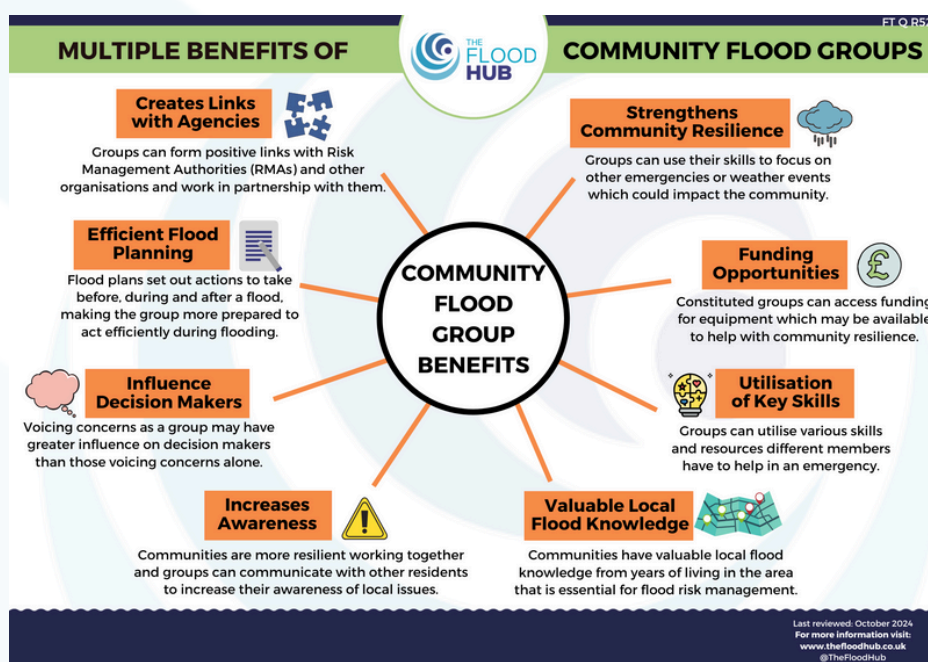 FT Q R52
MULTIPLE BENEFITS OF
THE
FLOOD
HUB
COMMUNITY FLOOD GROUPS
Creates Links
with Agencies
Groups can form positive links with Risk
Management Authorities (RMAs) and other
organisations and work in partnership with them.
Efficient Flood
Planning
Flood plans set out actions to take
before, during and after a flood,
making the group more prepared to
act efficiently during flooding.
Influence
Decision Makers
Voicing concerns as a group may have
greater influence on decision makers
than those voicing concerns alone.
Increases
Awareness
Communities are more resilient working together
and groups can communicate with other residents
to increase their awareness of local issues.
COMMUNITY
FLOOD
GROUP
BENEFITS
Strengthens
Community Resilience
Groups can use their skills to focus on
other emergencies or weather events
which could impact the community.
Funding
Opportunities
£
Constituted groups can access funding
for equipment which may be available
to help with community resilience.
Utilisation
of Key Skills
Groups can utilise various skills
and resources different members
have to help in an emergency.
Valuable Local
Flood Knowledge
Communities have valuable local flood
knowledge from years of living in the area
that is essential for flood risk management.
Last reviewed: October 2024
For more information visit:
www.thefloodhub.co.uk
@TheFloodHub